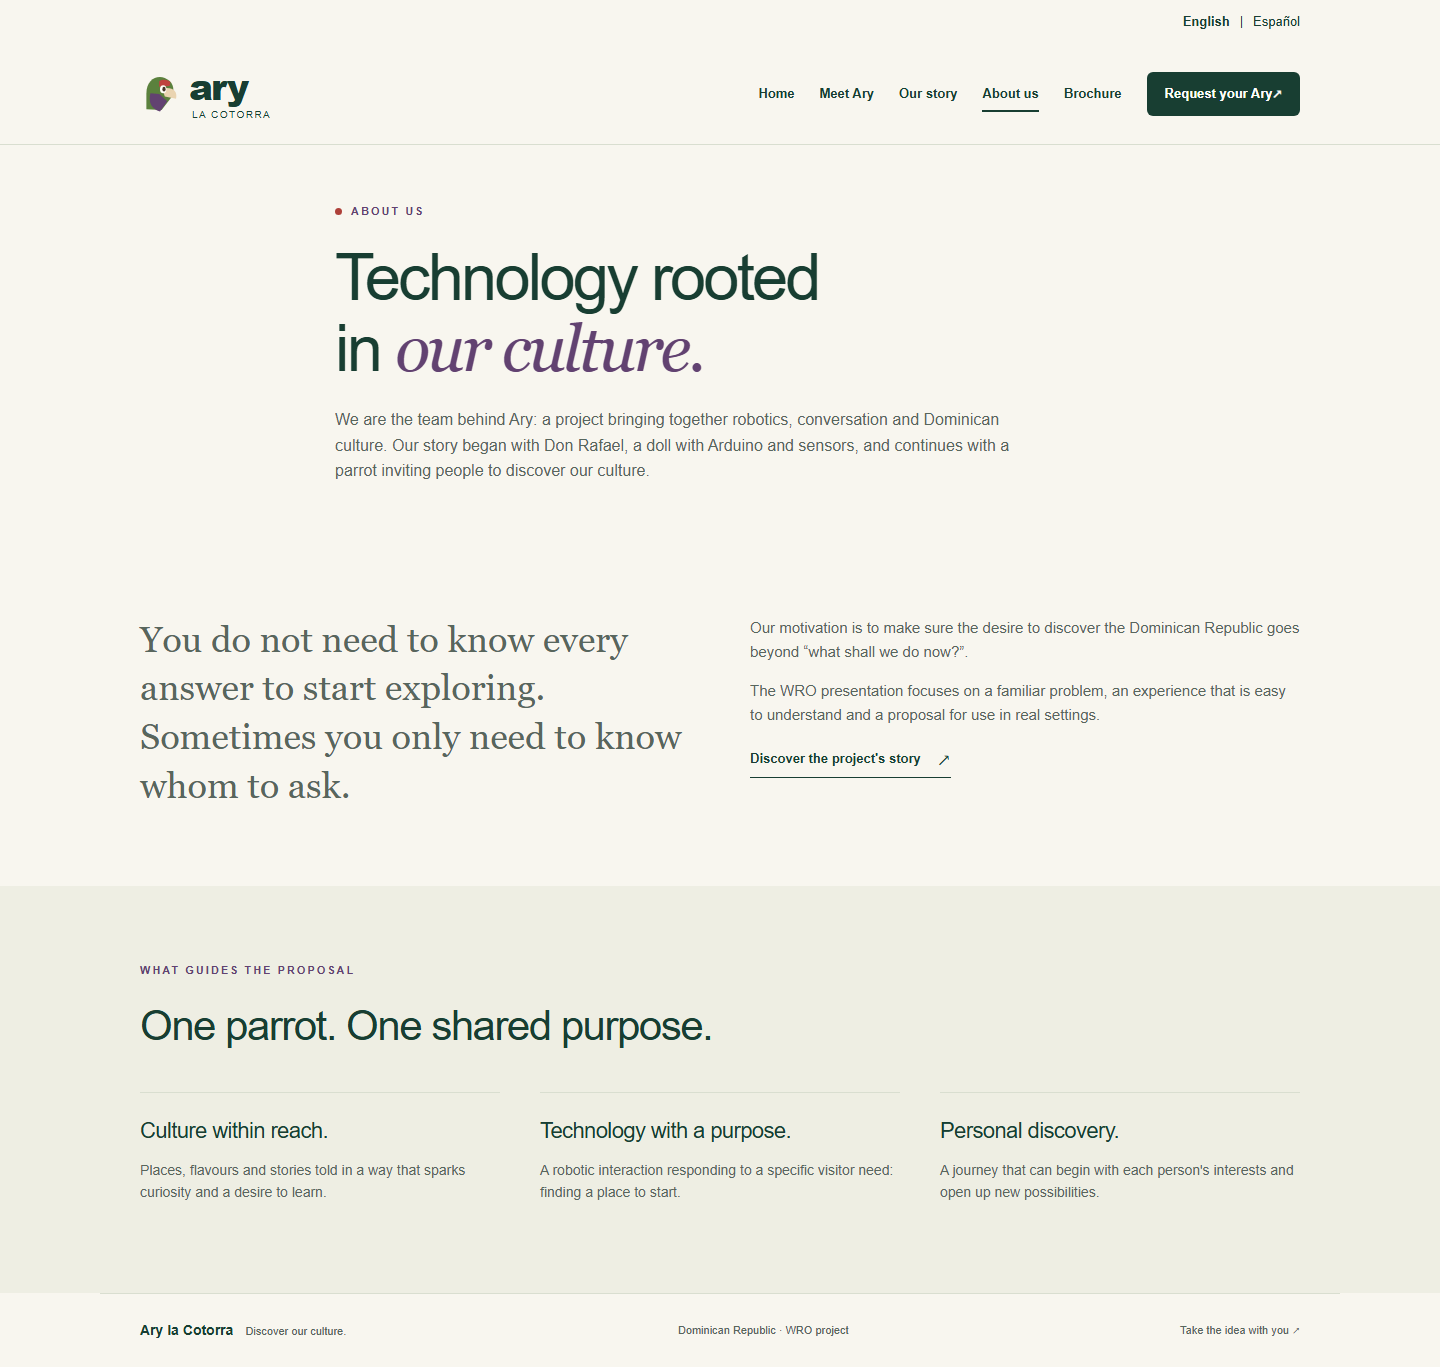 English | Español
ary
LA COTORRA
Home Meet Ary Our story About us Brochure Request your Ary↗
ABOUT US
Technology rooted
in our culture.
We are the team behind Ary: a project bringing together robotics, conversation and Dominican
culture. Our story began with Don Rafael, a doll with Arduino and sensors, and continues with a
parrot inviting people to discover our culture.
You do not need to know every
answer to start exploring.
Sometimes you only need to know
whom to ask.
Our motivation is to make sure the desire to discover the Dominican Republic goes
beyond “what shall we do now?”.
The WRO presentation focuses on a familiar problem, an experience that is easy
to understand and a proposal for use in real settings.
Discover the project's story ↗
WHAT GUIDES THE PROPOSAL
One parrot. One shared purpose.
Culture within reach.
Places, flavours and stories told in a way that sparks
curiosity and a desire to learn.
Technology with a purpose.
A robotic interaction responding to a specific visitor need:
finding a place to start.
Personal discovery.
A journey that can begin with each person's interests and
open up new possibilities.
Ary la Cotorra Discover our culture.
Dominican Republic · WRO project
Take the idea with you ↗